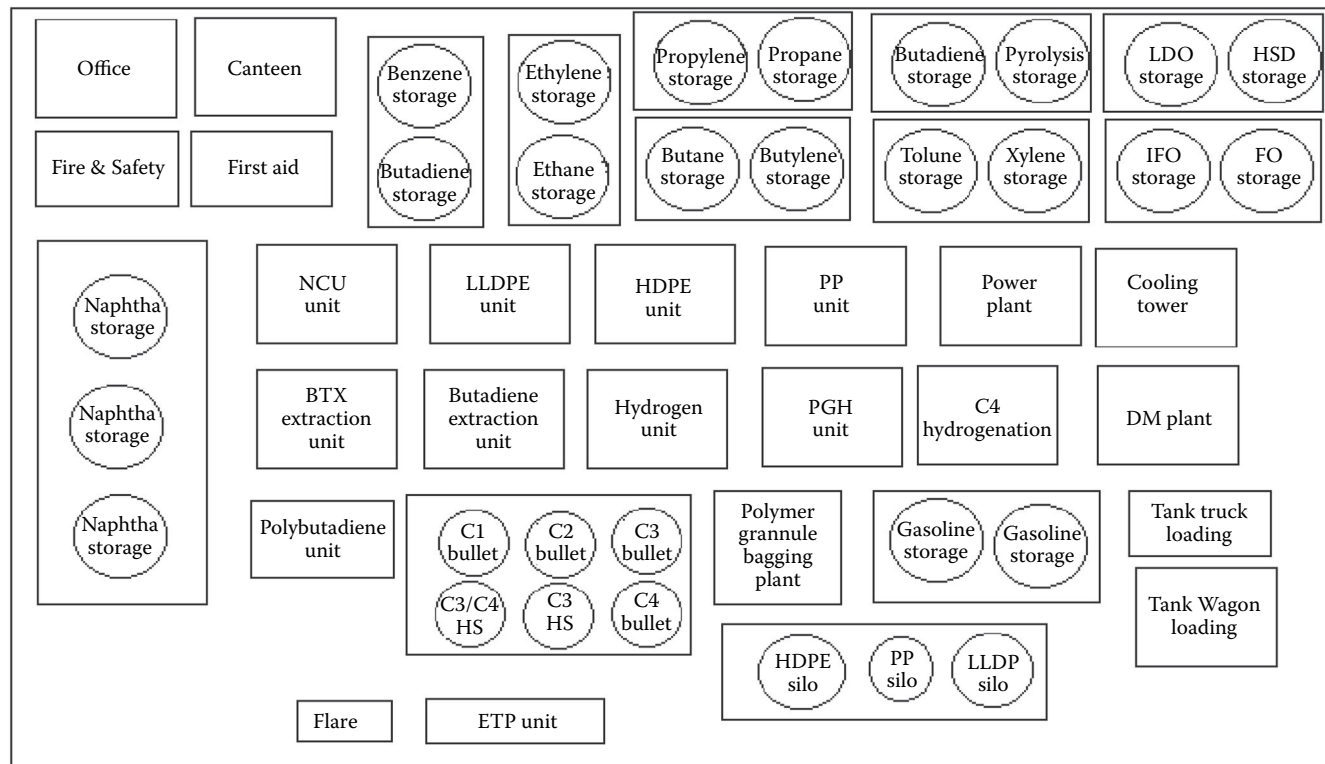 Office
Canteen
Benzene
storage
Ethylene
storage
Propylene
storage
Propane
storage
Butadiene
storage
Pyrolysis
storage
LDO
storage
HSD
storage
Fire & Safety
First aid
Butadiene
storage
Ethane
storage
Butane
storage
Butylene
storage
Tolune
storage
Xylene
storage
IFO
storage
FO
storage
Naphtha
storage
NCU
unit
LLDPE
unit
HDPE
unit
PP
unit
Power
plant
Cooling
tower
Naphtha
storage
BTX
extraction
unit
Butadiene
extraction
unit
Hydrogen
unit
PGH
unit
C4
hydrogenation
DM plant
Naphtha
storage
Polybutadiene
unit
C1
bullet
C2
bullet
C3
bullet
C3/C4
HS
C3
HS
C4
bullet
Polymer
grannule
bagging
plant
Gasoline
storage
Gasoline
storage
Tank truck
loading
Tank Wagon
loading
HDPE
silo
PP
silo
LLDP
silo
Flare
ETP unit